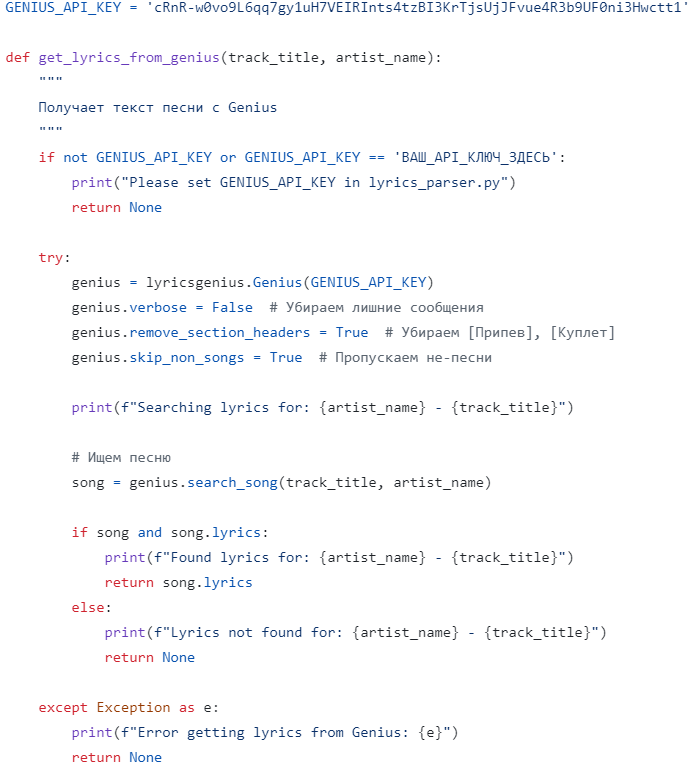 GENIUS_API_KEY = 'cRnR-w0vo9L6qq7gy1uH7VEIRInts4tzBI3KrTjsUjJFvue4R3b9UF0ni3Hwctt1'
def get_lyrics_from_genius(track_title, artist_name):
"""
Получает текст песни с Genius
"""
if not GENIUS_API_KEY or GENIUS_API_KEY == 'ВАШ_API_КЛЮЧ_ЗДЕСЬ':
print("Please set GENIUS_API_KEY in lyrics_parser.py")
return None
try:
genius = lyricsgenius.Genius(GENIUS_API_KEY)
genius.verbose = False  # Убираем лишние сообщения
genius.remove_section_headers = True  # Убираем [Припев], [Куплет]
genius.skip_non_songs = True  # Пропускаем не-песни
print(f"Searching lyrics for: {artist_name} - {track_title}")
# Ищем песню
song = genius.search_song(track_title, artist_name)
if song and song.lyrics:
print(f"Found lyrics for: {artist_name} - {track_title}")
return song.lyrics
else:
print(f"Lyrics not found for: {artist_name} - {track_title}")
return None
except Exception as e:
print(f"Error getting lyrics from Genius: {e}")
return None